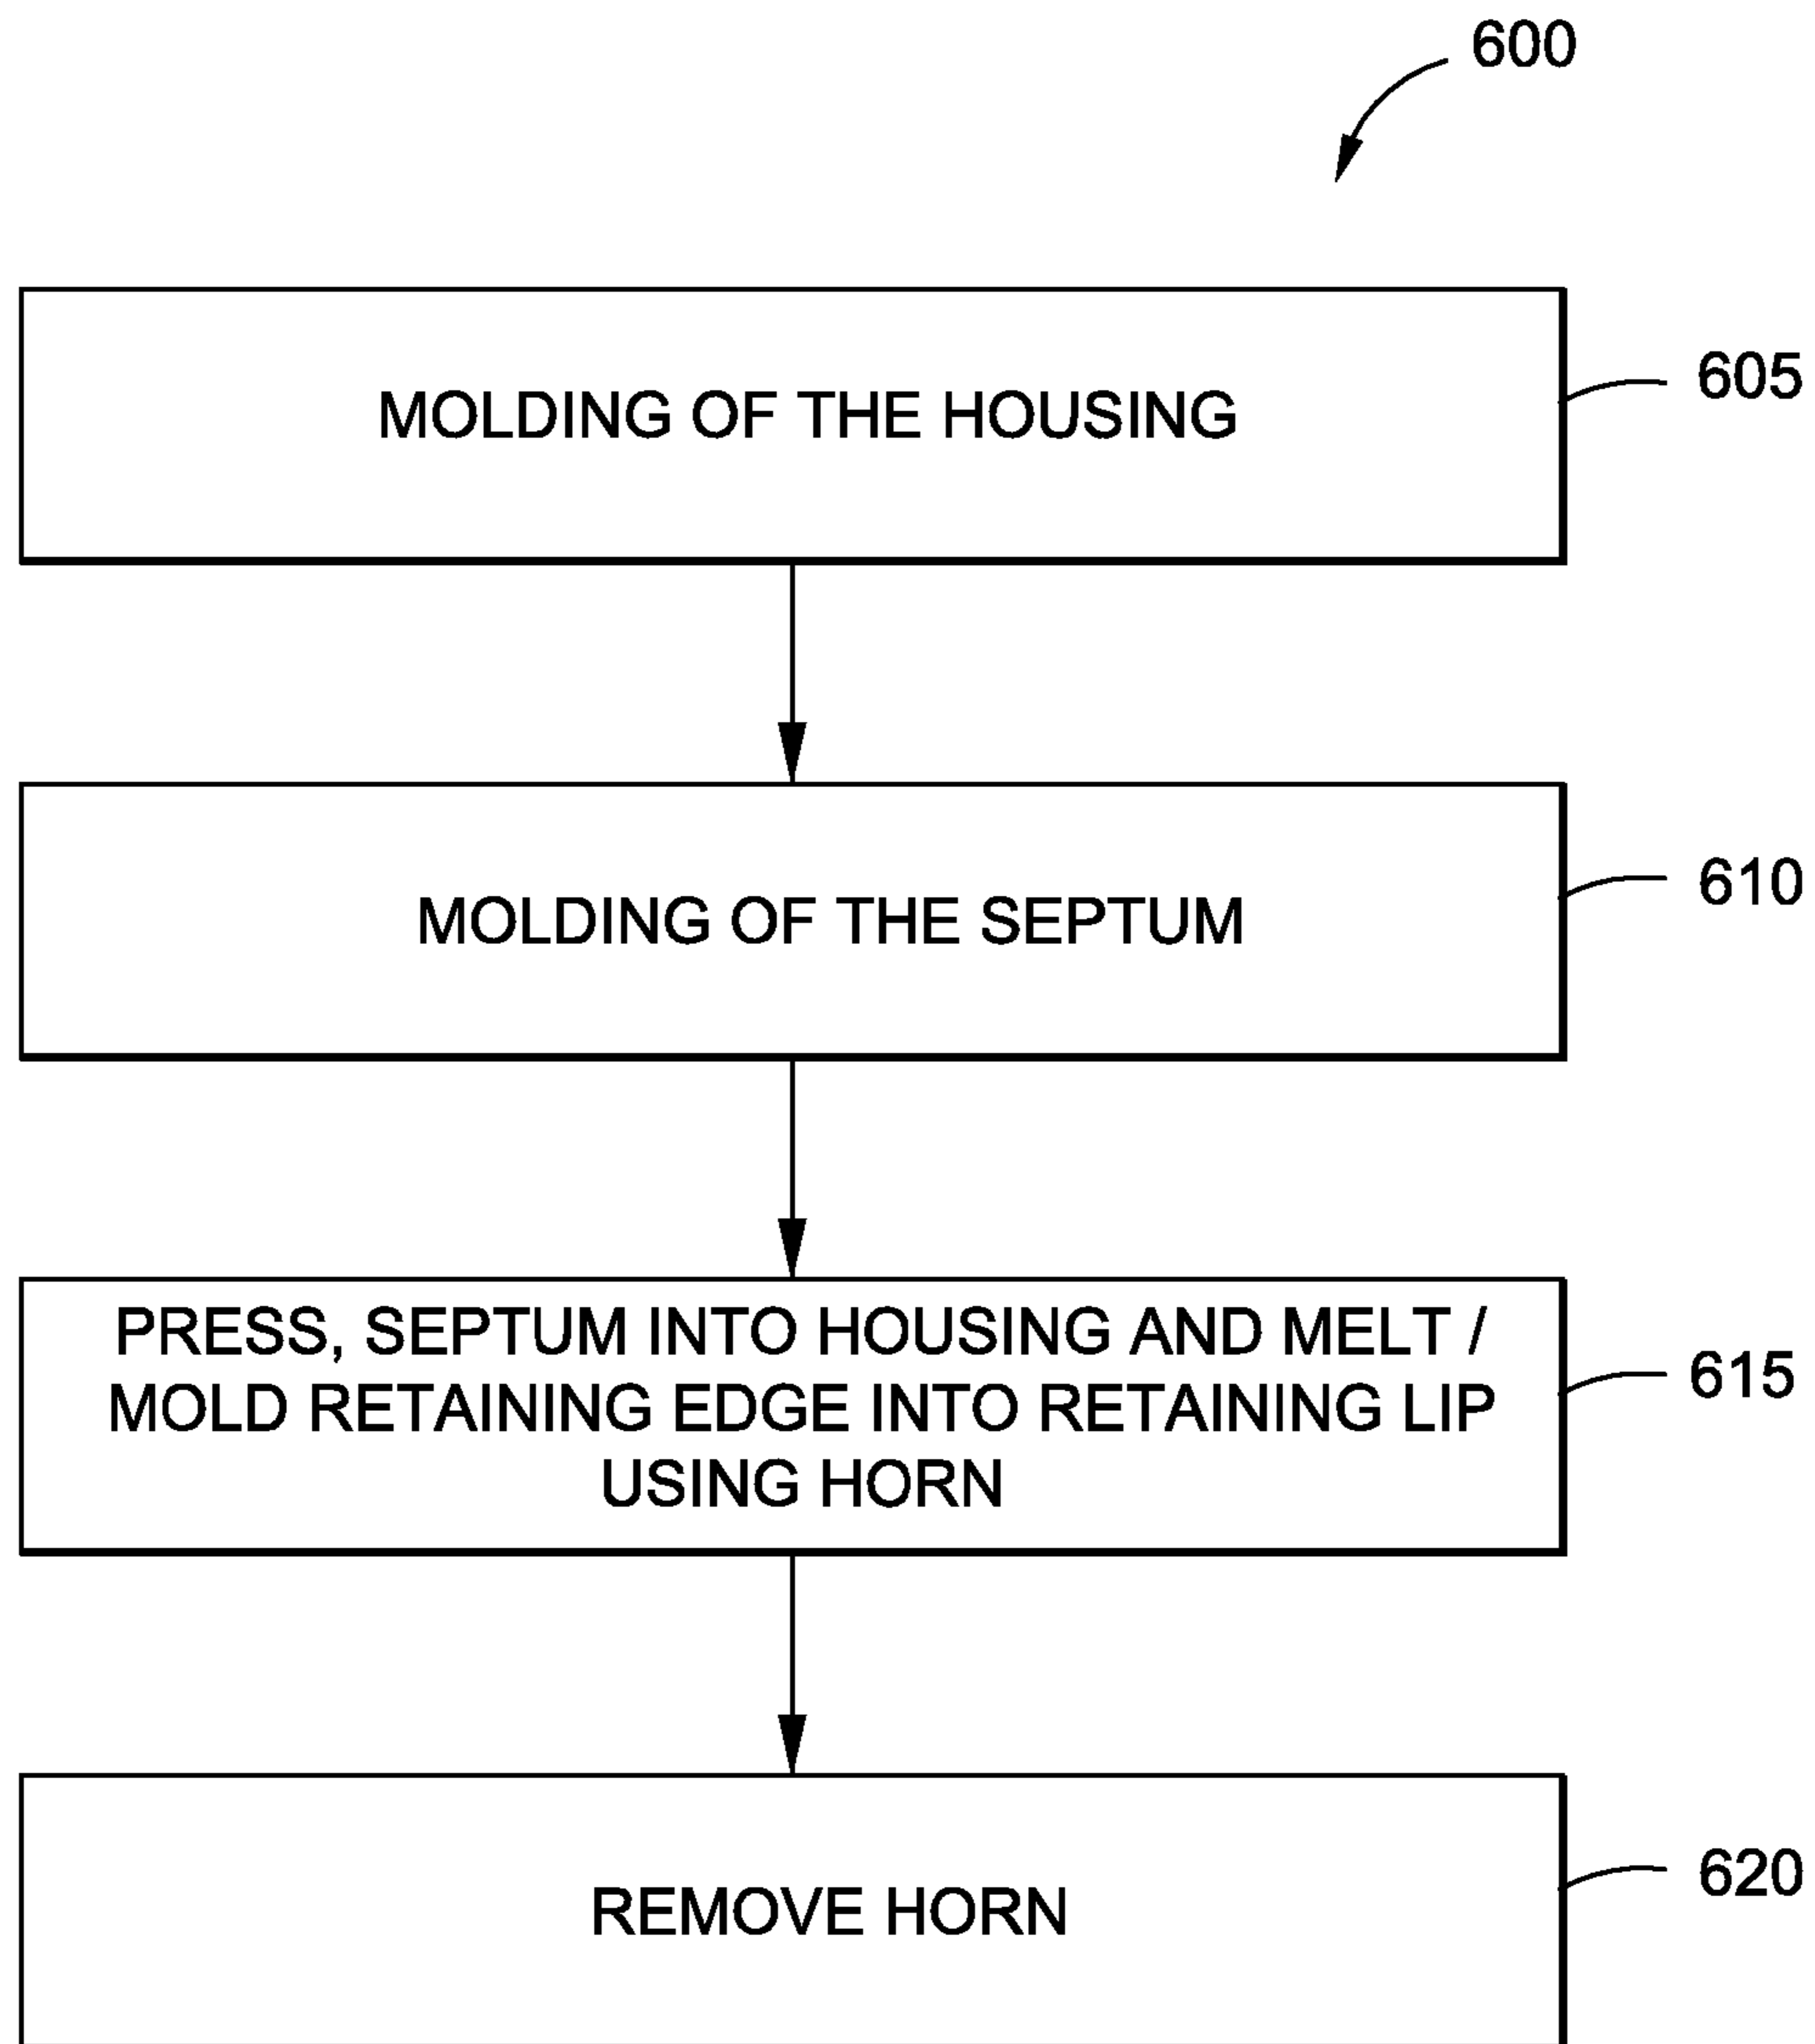 600
MOLDING OF THE HOUSING
605
MOLDING OF THE SEPTUM
610
PRESS, SEPTUM INTO HOUSING AND MELT /
MOLD RETAINING EDGE INTO RETAINING LIP
USING HORN
615
REMOVE HORN
620